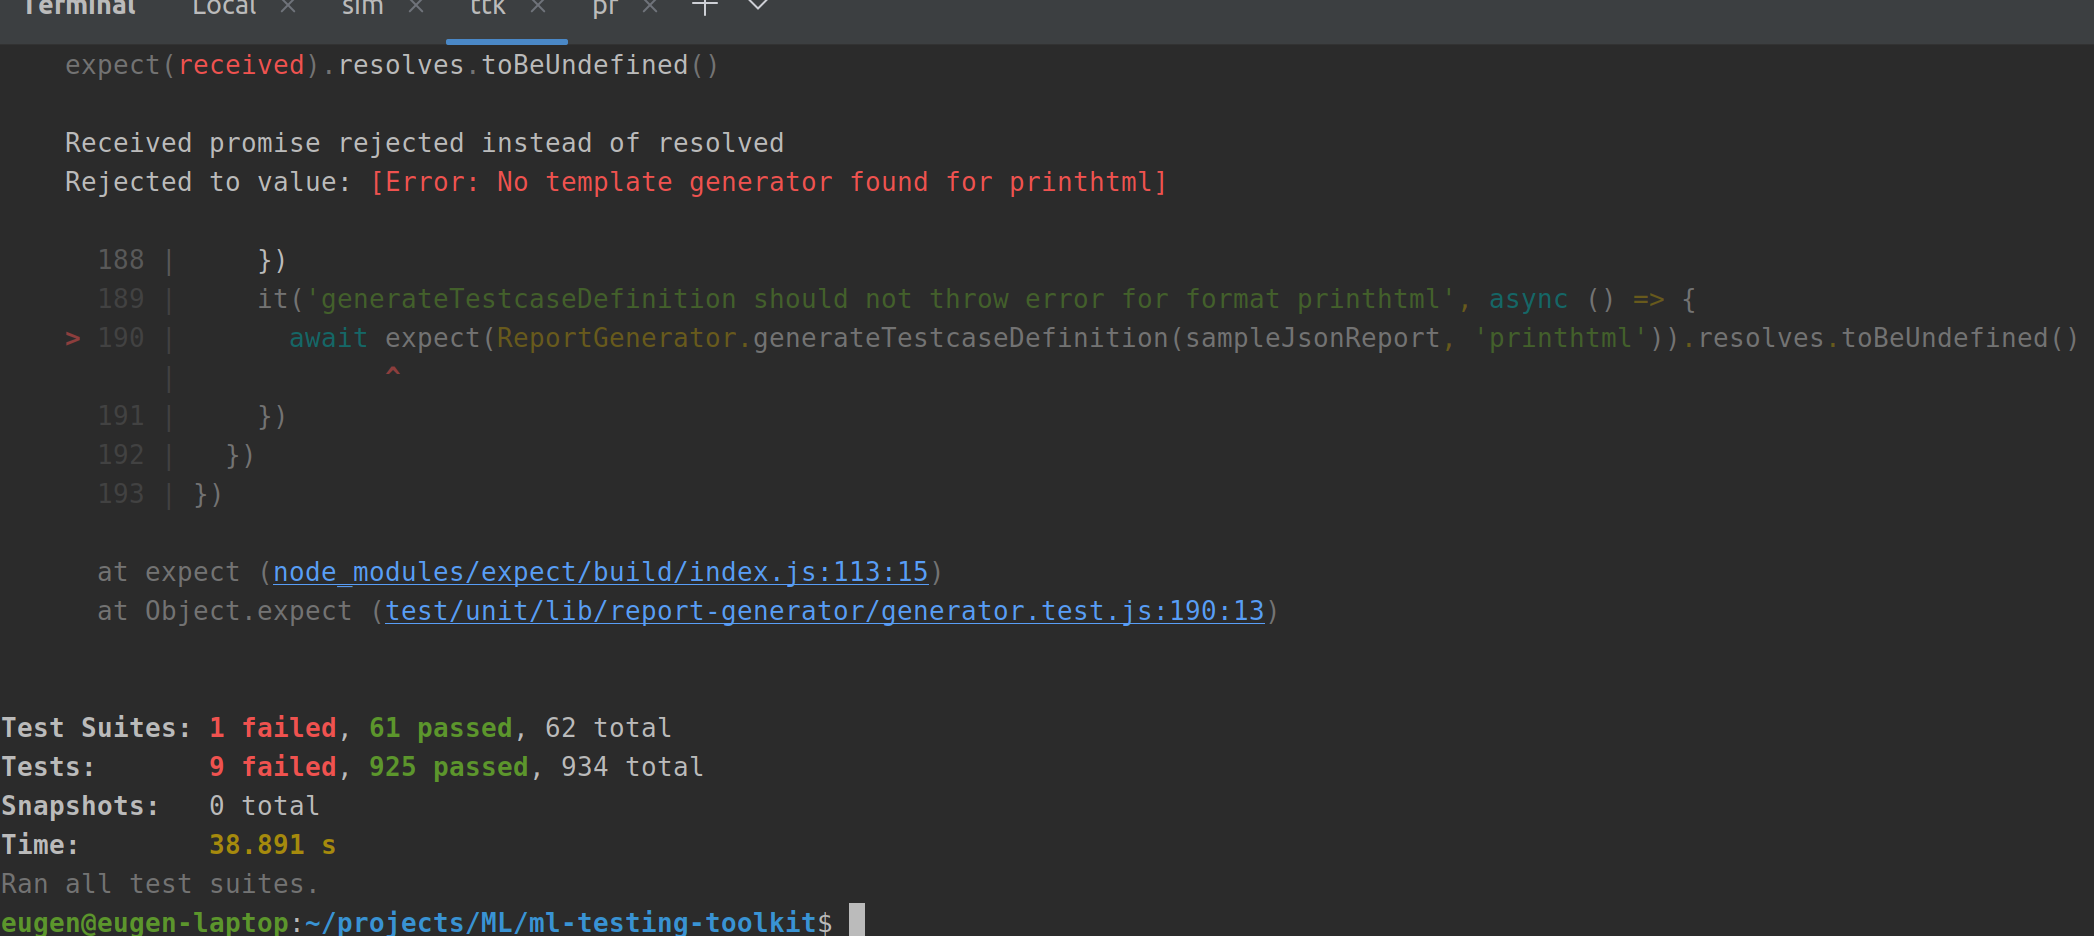 Terminal Local × sim × ttk × pr ×
expect(received).resolves.toBeUndefined()
Received promise rejected instead of resolved
Rejected to value: [Error: No template generator found for printhtml]
188 |     })
189 |     it('generateTestcaseDefinition should not throw error for format printhtml', async () => {
> 190 |       await expect(ReportGenerator.generateTestcaseDefinition(sampleJsonReport, 'printhtml')).resolves.toBeUndefined()
|             ^
191 |     })
192 |   })
193 | })
at expect (node_modules/expect/build/index.js:113:15)
at Object.expect (test/unit/lib/report-generator/generator.test.js:190:13)
Test Suites: 1 failed, 61 passed, 62 total
Tests:       9 failed, 925 passed, 934 total
Snapshots:   0 total
Time:        38.891 s
Ran all test suites.
eugen@eugen-laptop:~/projects/ML/ml-testing-toolkit$